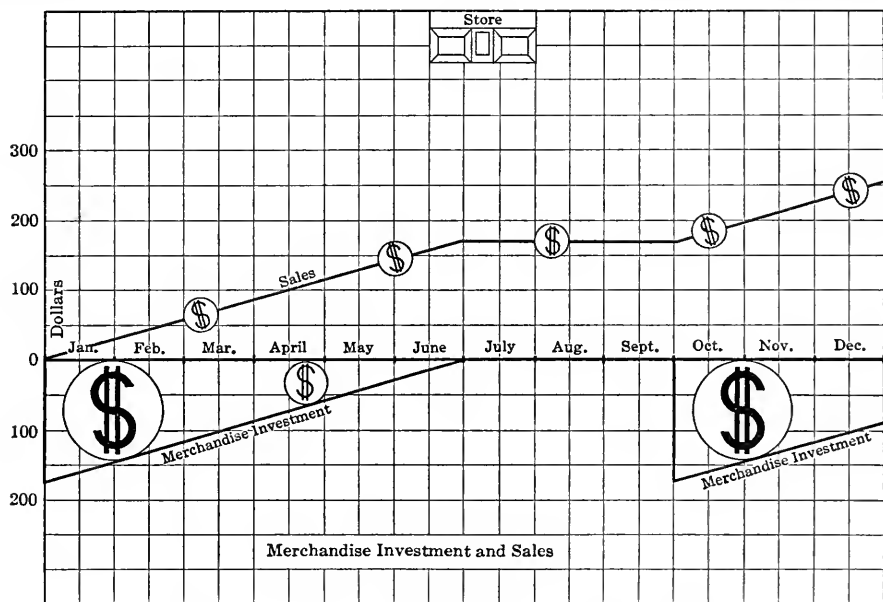 Store
300
200
100
0
100
200
Dollars
Sales
$
$
$
$
$
Jan. Feb. Mar. April May June July Aug. Sept. Oct. Nov. Dec.
$
$
$
Merchandise Investment
Merchandise Investment
Merchandise Investment and Sales